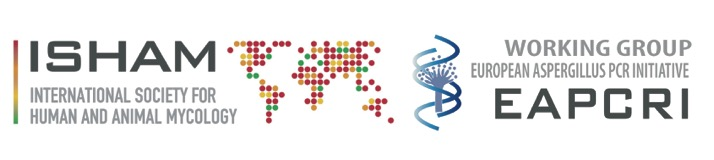 ISHAM
INTERNATIONAL SOCIETY FOR
HUMAN AND ANIMAL MYCOLOGY
WORKING GROUP
EUROPEAN ASPERGILLUS PCR INITIATIVE
EAPCRI